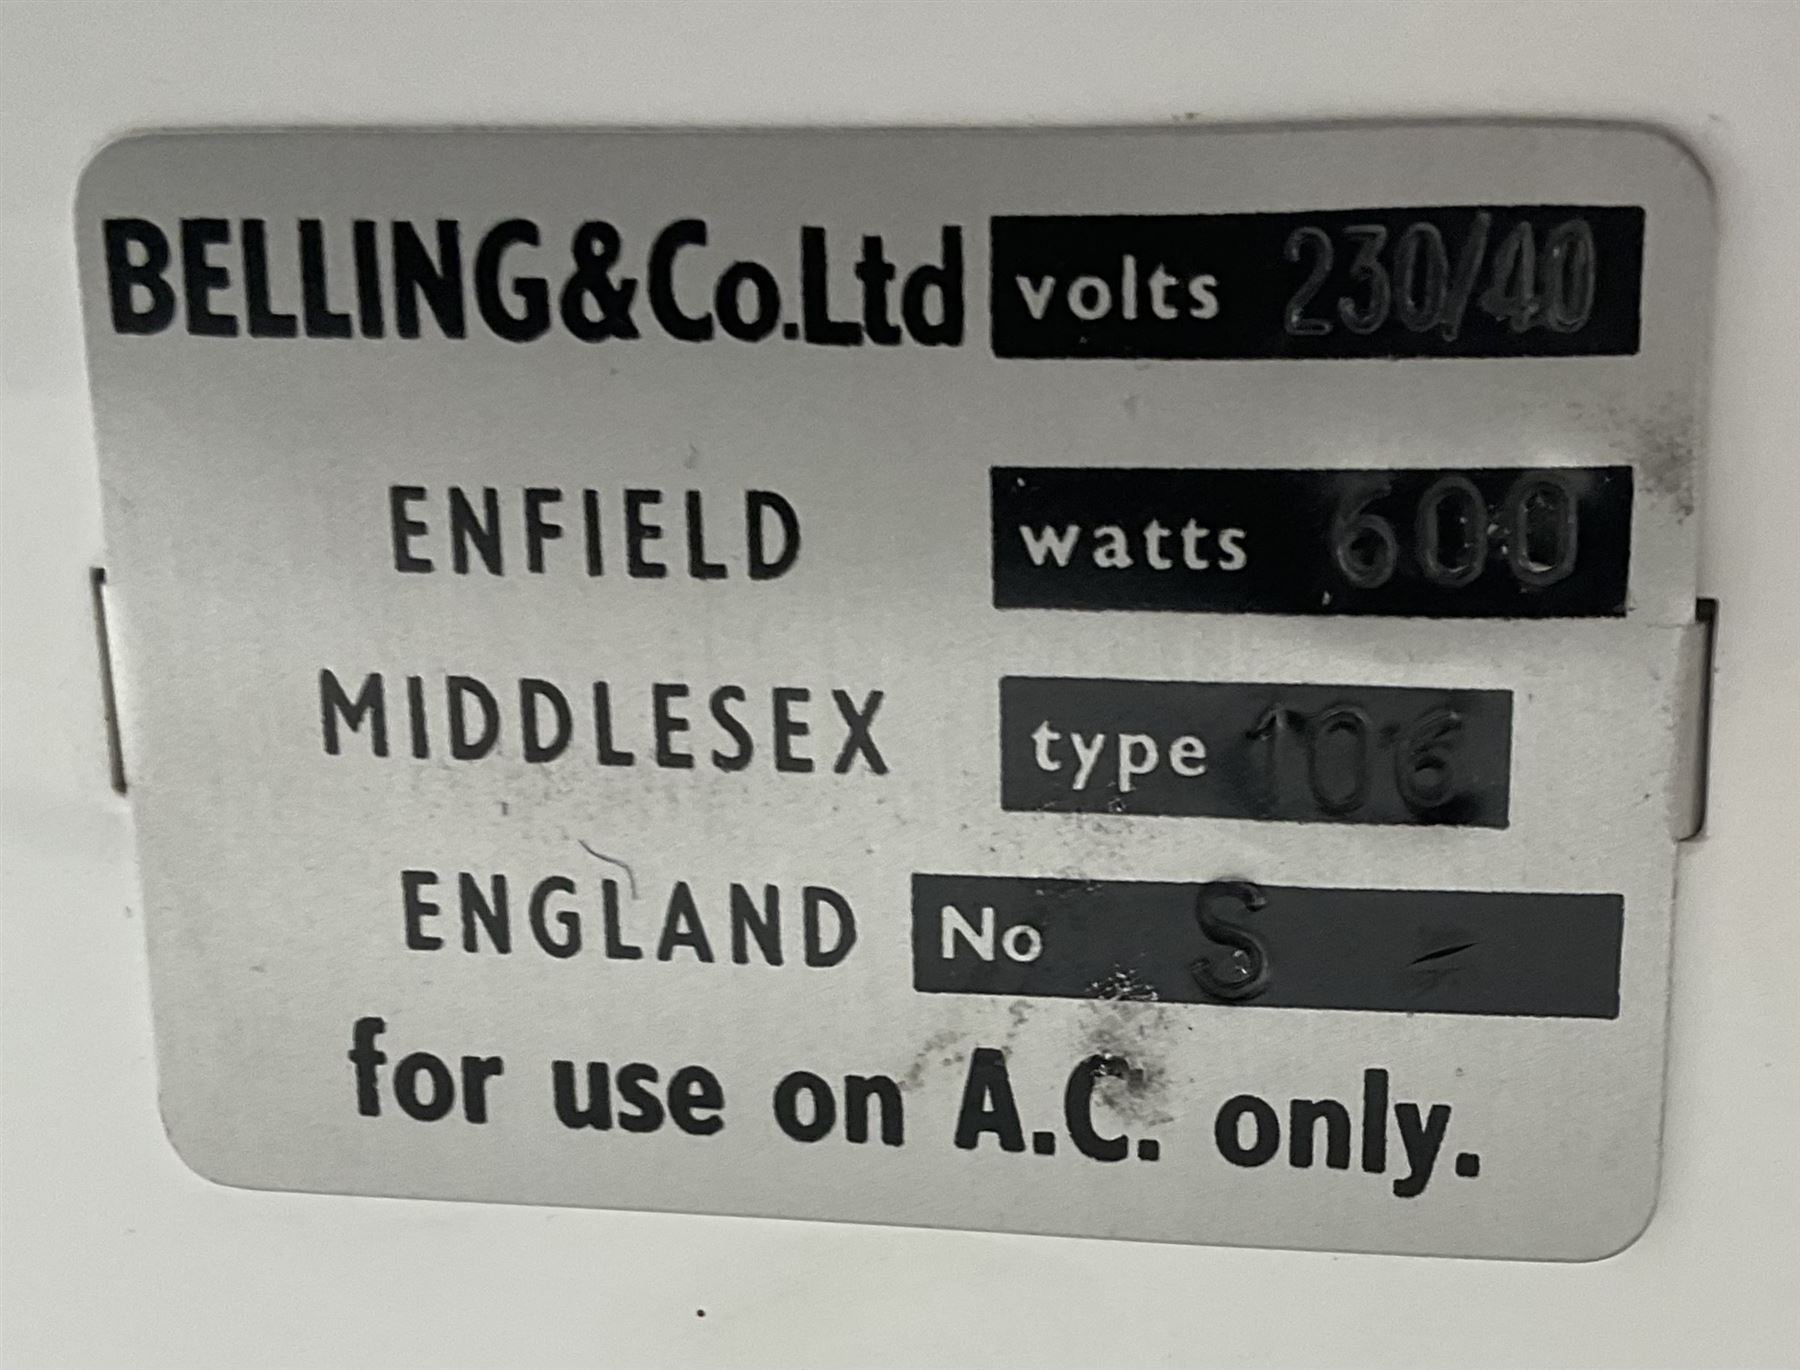 BELLING&Co.Ltd volts 230/40
ENFIELD watts 600
MIDDLESEX type 106
ENGLAND No S -
for use on A.C. only.